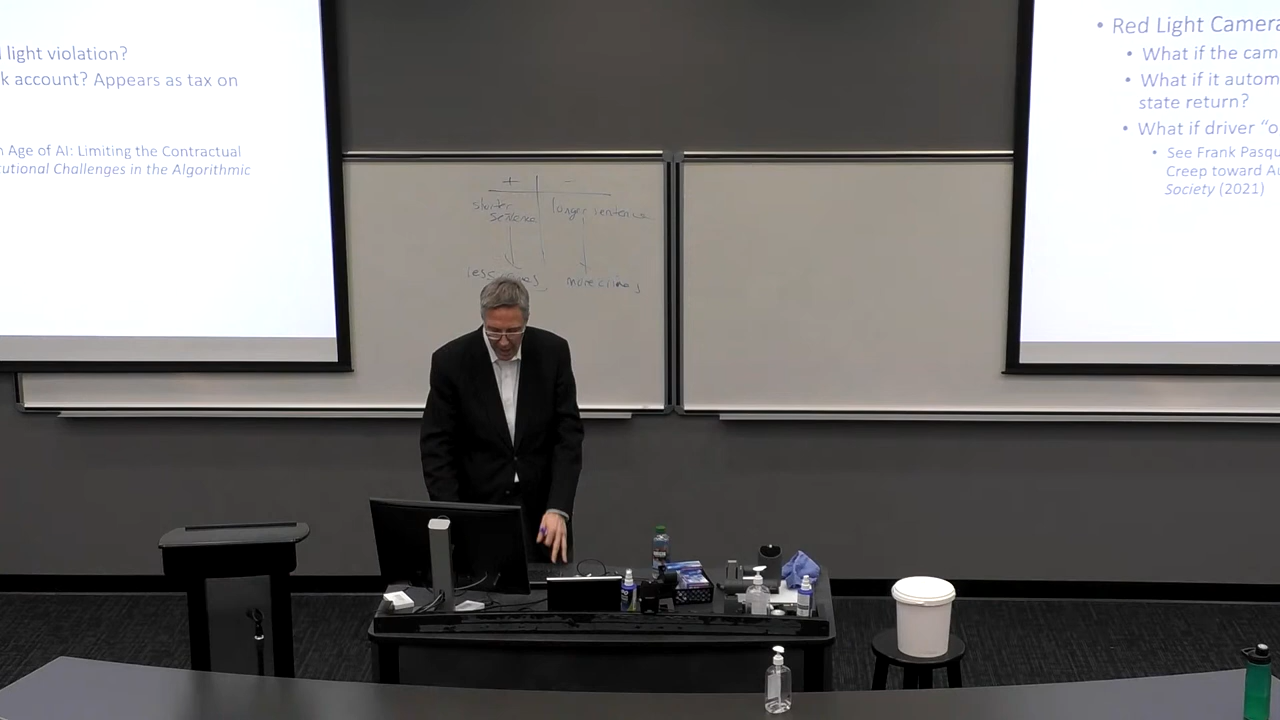 light violation?
k account? Appears as tax on
Age of AI: Limiting the Contractual
utional Challenges in the Algorithmic
+ -
shorter longer sentences
sentence
less crimes more crimes
• Red Light Camera
• What if the cam
• What if it autom
state return?
• What if driver “o
• See Frank Pasqu
Creep toward Au
Society (2021)